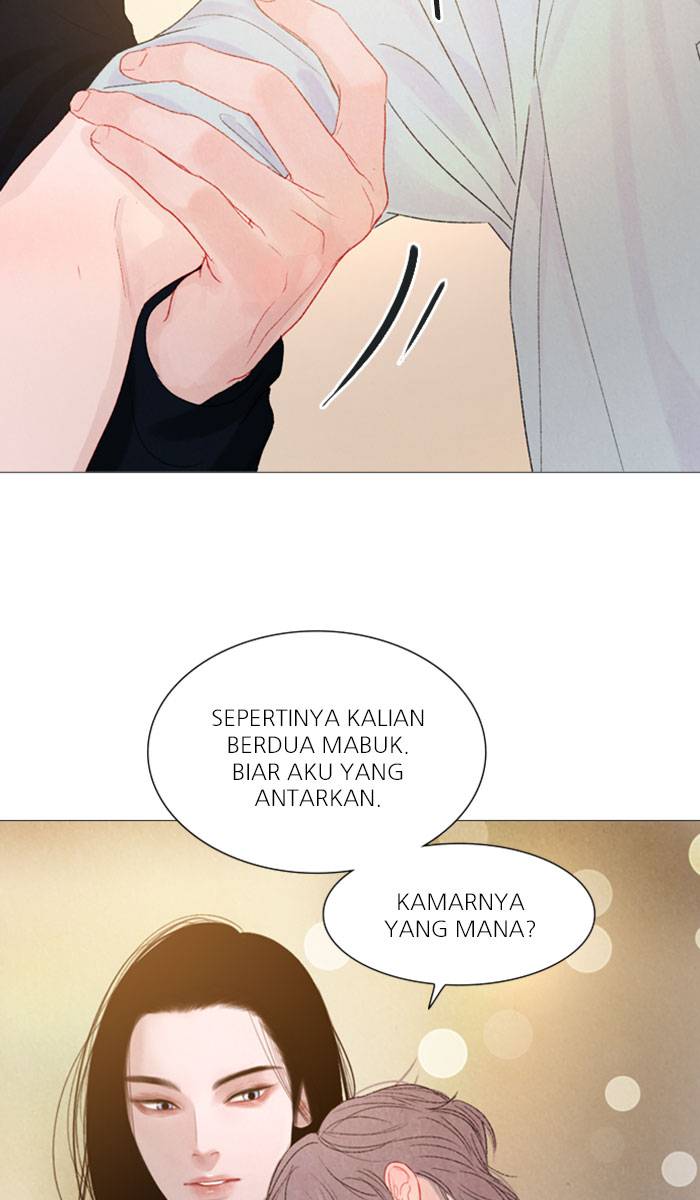 SEPERTINYA KALIAN
BERDUA MABUK.
BIAR AKU YANG
ANTARKAN.
KAMARNYA
YANG MANA?